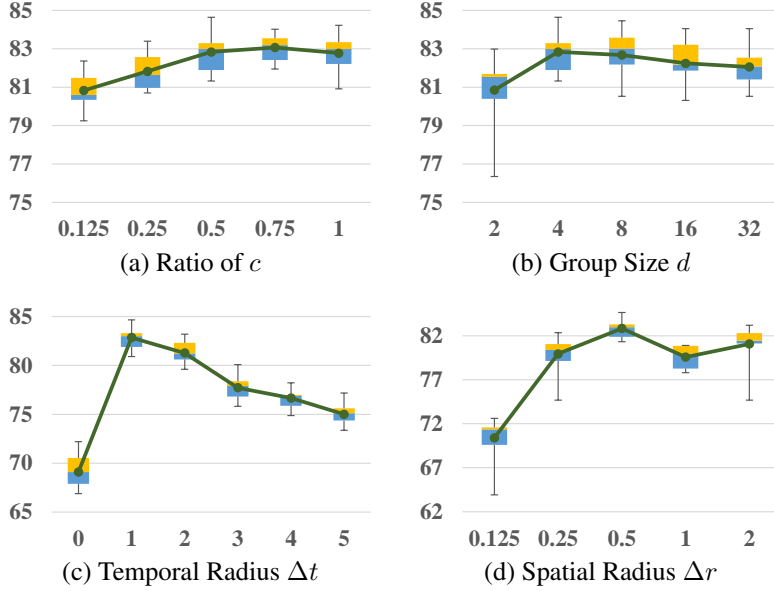 85
83
81
79
77
75
0.125 0.25 0.5 0.75 1
(a) Ratio of c
85
83
81
79
77
75
2 4 8 16 32
(b) Group Size d
85
80
75
70
65
0 1 2 3 4 5
(c) Temporal Radius Δt
82
77
72
67
62
0.125 0.25 0.5 1 2
(d) Spatial Radius Δr